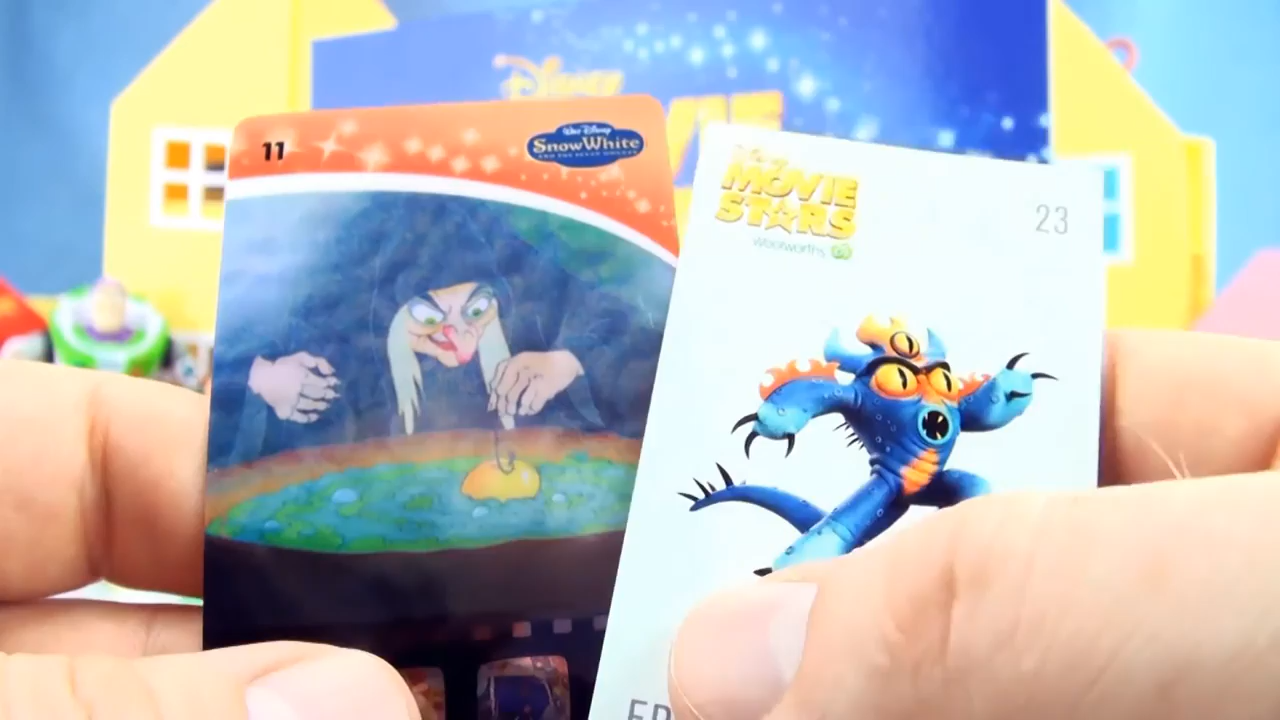 Disney
11
Walt Disney
Snow White
AND THE SEVEN DWARFS
MOVIE
STARS
woolworths
23